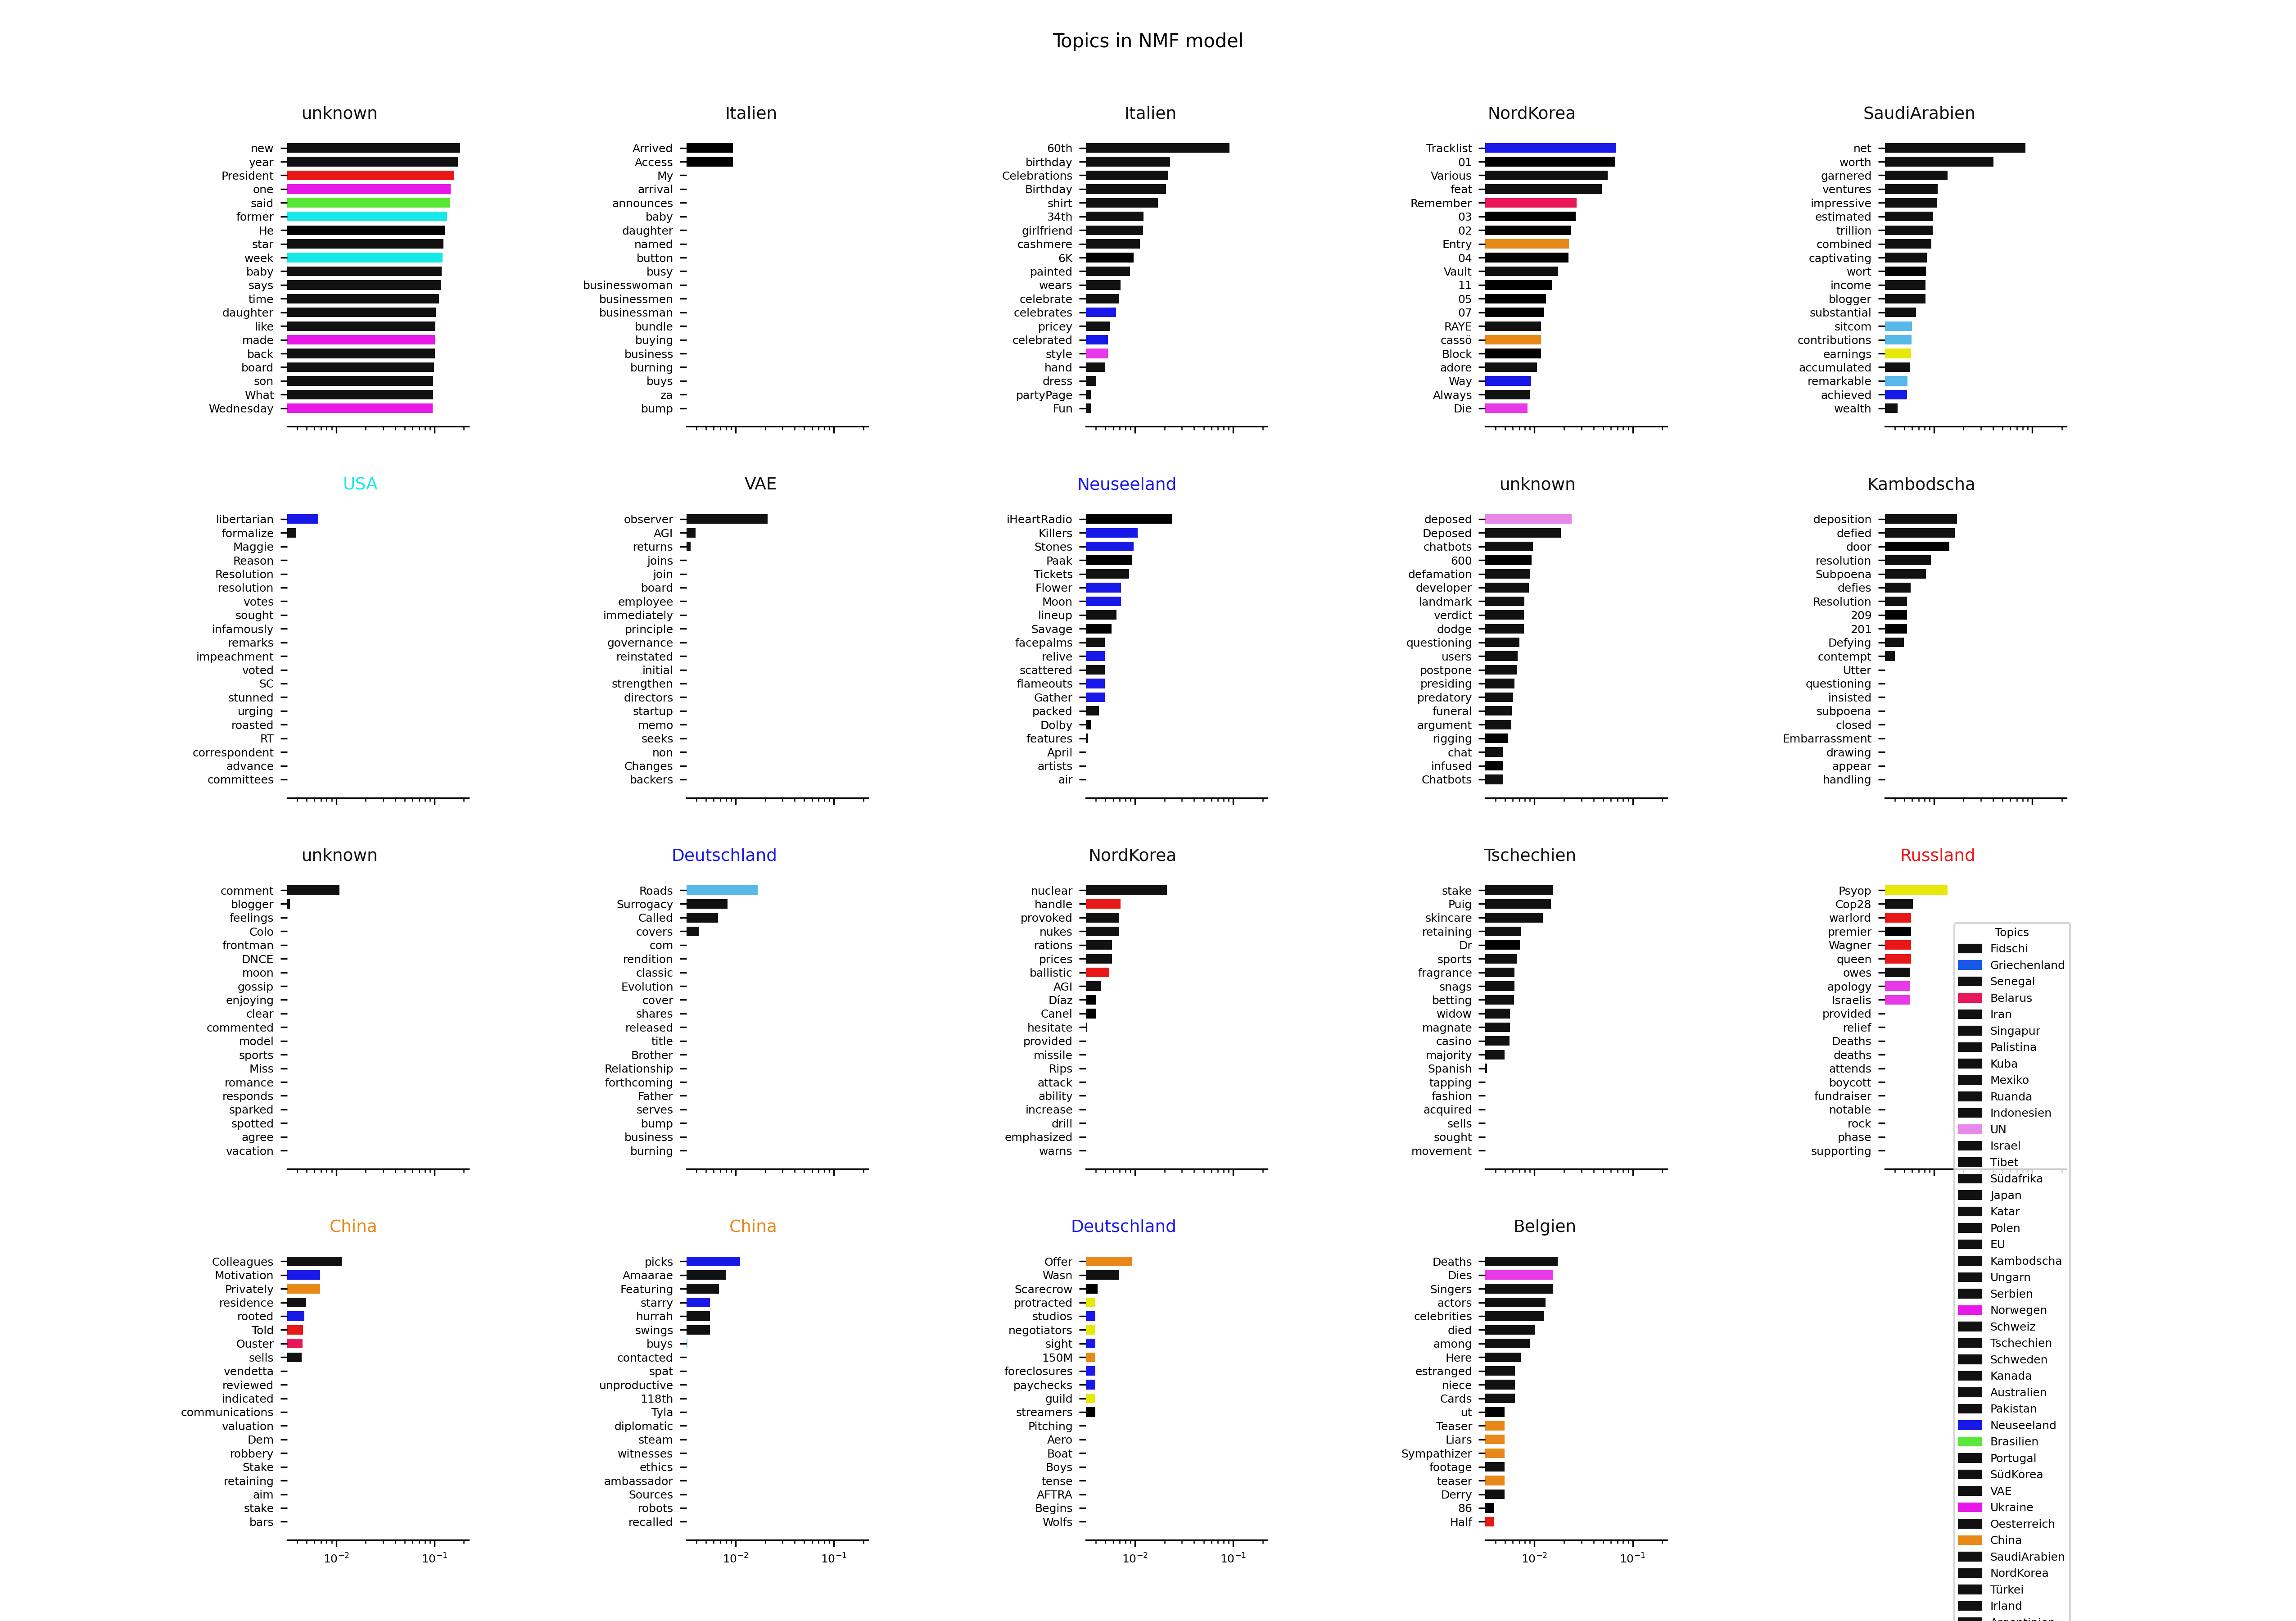 Topics in NMF model
unknown
new
year
President
one
said
former
He
star
week
baby
says
time
daughter
like
made
back
board
son
What
Wednesday
Italien
Arrived
Access
My
arrival
announces
baby
daughter
named
button
busy
businesswoman
businessmen
businessman
bundle
buying
business
burning
buys
za
bump
Italien
60th
birthday
Celebrations
Birthday
shirt
34th
girlfriend
cashmere
6K
painted
wears
celebrate
celebrates
pricey
celebrated
style
hand
dress
partyPage
Fun
NordKorea
Tracklist
01
Various
feat
Remember
03
02
Entry
04
Vault
11
05
07
RAYE
cassö
Block
adore
Way
Always
Die
SaudiArabien
net
worth
garnered
ventures
impressive
estimated
trillion
combined
captivating
wort
income
blogger
substantial
sitcom
contributions
earnings
accumulated
remarkable
achieved
wealth
USA
libertarian
formalize
Maggie
Reason
Resolution
resolution
votes
sought
infamously
remarks
impeachment
voted
SC
stunned
urging
roasted
RT
correspondent
advance
committees
VAE
observer
AGI
returns
joins
join
board
employee
immediately
principle
governance
reinstated
initial
strengthen
directors
startup
memo
seeks
non
Changes
backers
Neuseeland
iHeartRadio
Killers
Stones
Paak
Tickets
Flower
Moon
lineup
Savage
facepalms
relive
scattered
flameouts
Gather
packed
Dolby
features
April
artists
air
unknown
deposed
Deposed
chatbots
600
defamation
developer
landmark
verdict
dodge
questioning
users
postpone
presiding
predatory
funeral
argument
rigging
chat
infused
Chatbots
Kambodscha
deposition
defied
door
resolution
Subpoena
defies
Resolution
209
201
Defying
contempt
Utter
questioning
insisted
subpoena
closed
Embarrassment
drawing
appear
handling
unknown
comment
blogger
feelings
Colo
frontman
DNCE
moon
gossip
enjoying
clear
commented
model
sports
Miss
romance
responds
sparked
spotted
agree
vacation
Deutschland
Roads
Surrogacy
Called
covers
com
rendition
classic
Evolution
cover
shares
released
title
Brother
Relationship
forthcoming
Father
serves
bump
business
burning
NordKorea
nuclear
handle
provoked
nukes
rations
prices
ballistic
AGI
Díaz
Canel
hesitate
provided
missile
Rips
attack
ability
increase
drill
emphasized
warns
Tschechien
stake
Puig
skincare
retaining
Dr
sports
fragrance
snags
betting
widow
magnate
casino
majority
Spanish
tapping
fashion
acquired
sells
sought
movement
Russland
Psyop
Cop28
warlord
premier
Wagner
queen
owes
apology
Israelis
provided
relief
Deaths
deaths
attends
boycott
fundraiser
notable
rock
phase
supporting
China
Colleagues
Motivation
Privately
residence
rooted
Told
Ouster
sells
vendetta
reviewed
indicated
communications
valuation
Dem
robbery
Stake
retaining
aim
stake
bars
10⁻² 10⁻¹
China
picks
Amaarae
Featuring
starry
hurrah
swings
buys
contacted
spat
unproductive
118th
Tyla
diplomatic
steam
witnesses
ethics
ambassador
Sources
robots
recalled
10⁻² 10⁻¹
Deutschland
Offer
Wasn
Scarecrow
protracted
studios
negotiators
sight
150M
foreclosures
paychecks
guild
streamers
Pitching
Aero
Boat
Boys
tense
AFTRA
Begins
Wolfs
10⁻² 10⁻¹
Belgien
Deaths
Dies
Singers
actors
celebrities
died
among
Here
estranged
niece
Cards
ut
Teaser
Liars
Sympathizer
footage
teaser
Derry
86
Half
10⁻² 10⁻¹
Topics
Fidschi
Griechenland
Senegal
Belarus
Iran
Singapur
Palistina
Kuba
Mexiko
Ruanda
Indonesien
UN
Israel
Tibet
Südafrika
Japan
Katar
Polen
EU
Kambodscha
Ungarn
Serbien
Norwegen
Schweiz
Tschechien
Schweden
Kanada
Australien
Pakistan
Neuseeland
Brasilien
Portugal
SüdKorea
VAE
Ukraine
Oesterreich
China
SaudiArabien
NordKorea
Türkei
Irland